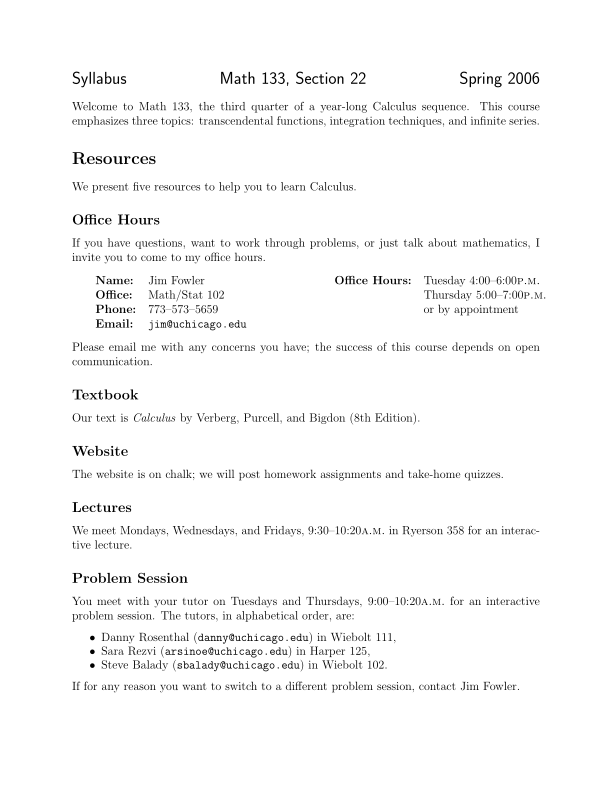 Syllabus Math 133, Section 22 Spring 2006
Welcome to Math 133, the third quarter of a year-long Calculus sequence. This course
emphasizes three topics: transcendental functions, integration techniques, and infinite series.
Resources
We present five resources to help you to learn Calculus.
Office Hours
If you have questions, want to work through problems, or just talk about mathematics, I
invite you to come to my office hours.
Name: Jim Fowler Office Hours: Tuesday 4:00–6:00P.M.
Office: Math/Stat 102 Thursday 5:00–7:00P.M.
Phone: 773–573–5659 or by appointment
Email: jim@uchicago.edu
Please email me with any concerns you have; the success of this course depends on open
communication.
Textbook
Our text is Calculus by Verberg, Purcell, and Bigdon (8th Edition).
Website
The website is on chalk; we will post homework assignments and take-home quizzes.
Lectures
We meet Mondays, Wednesdays, and Fridays, 9:30–10:20A.M. in Ryerson 358 for an interac-
tive lecture.
Problem Session
You meet with your tutor on Tuesdays and Thursdays, 9:00–10:20A.M. for an interactive
problem session. The tutors, in alphabetical order, are:
• Danny Rosenthal (danny@uchicago.edu) in Wiebolt 111,
• Sara Rezvi (arsinoe@uchicago.edu) in Harper 125,
• Steve Balady (sbalady@uchicago.edu) in Wiebolt 102.
If for any reason you want to switch to a different problem session, contact Jim Fowler.